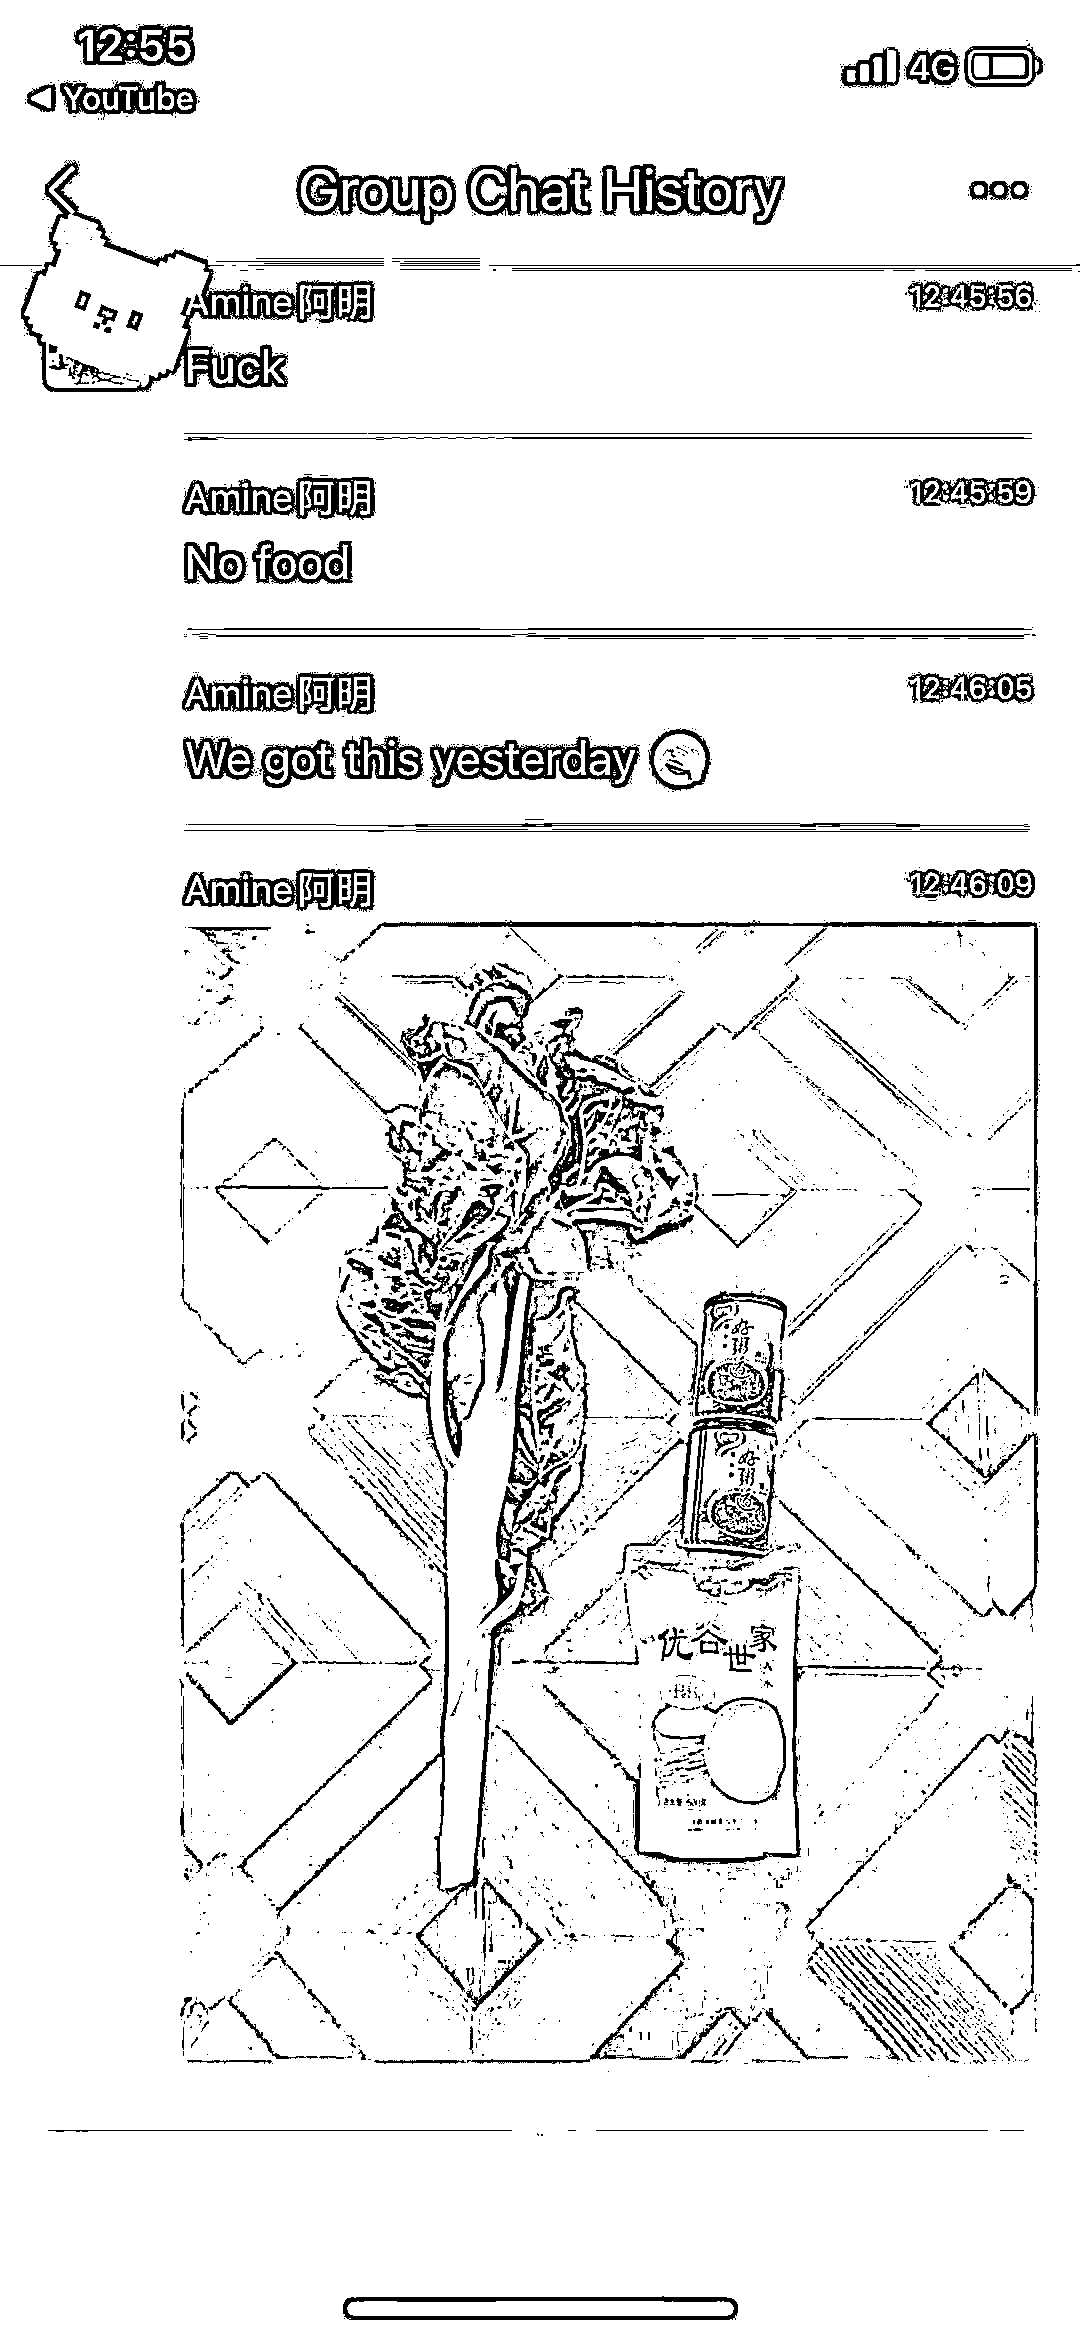 12:55
4G
YouTube
Group Chat History
Amine阿明
12:45:56
Fuck
Amine阿明
12:45:59
No food
Amine阿明
12:46:05
We got this yesterday
Amine阿明
12:46:09
优谷世家